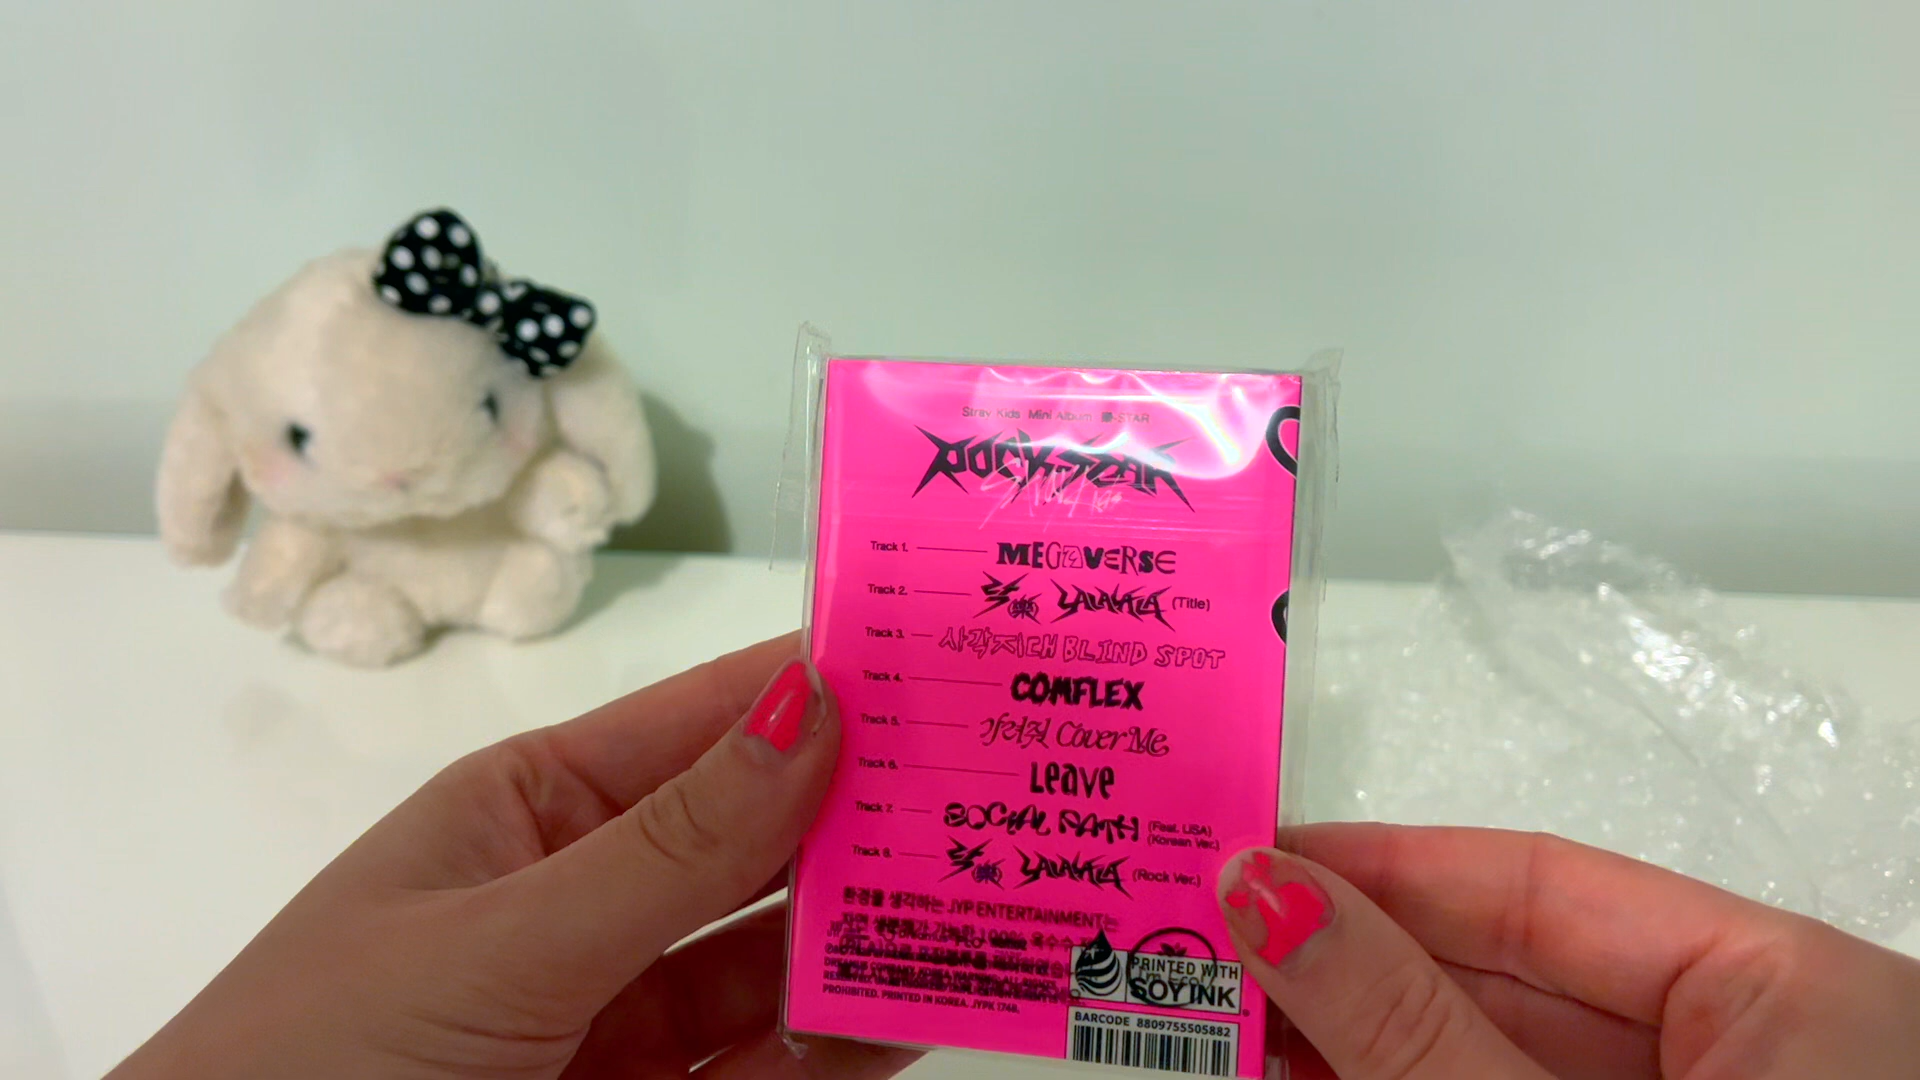 Stray Kids Mini Album 樂-STAR
ROCK-STAR
Stray Kids
Track 1. MEGAVERSE
Track 2. 락 (樂) LALALALA (Title)
Track 3. 사각지대 BLIND SPOT
Track 4. COMFLEX
Track 5. 가려줘 Cover Me
Track 6. Leave
Track 7. SOCIAL PATH (Feat. LiSA)
(Korean Ver.)
Track 8. 락 (樂) LALALALA (Rock Ver.)
환경을 생각하는 JYP ENTERTAINMENT는
PROHIBITED. PRINTED IN KOREA. JYPK 1748.
PRINTED WITH
SOY INK
BARCODE 8809755505882